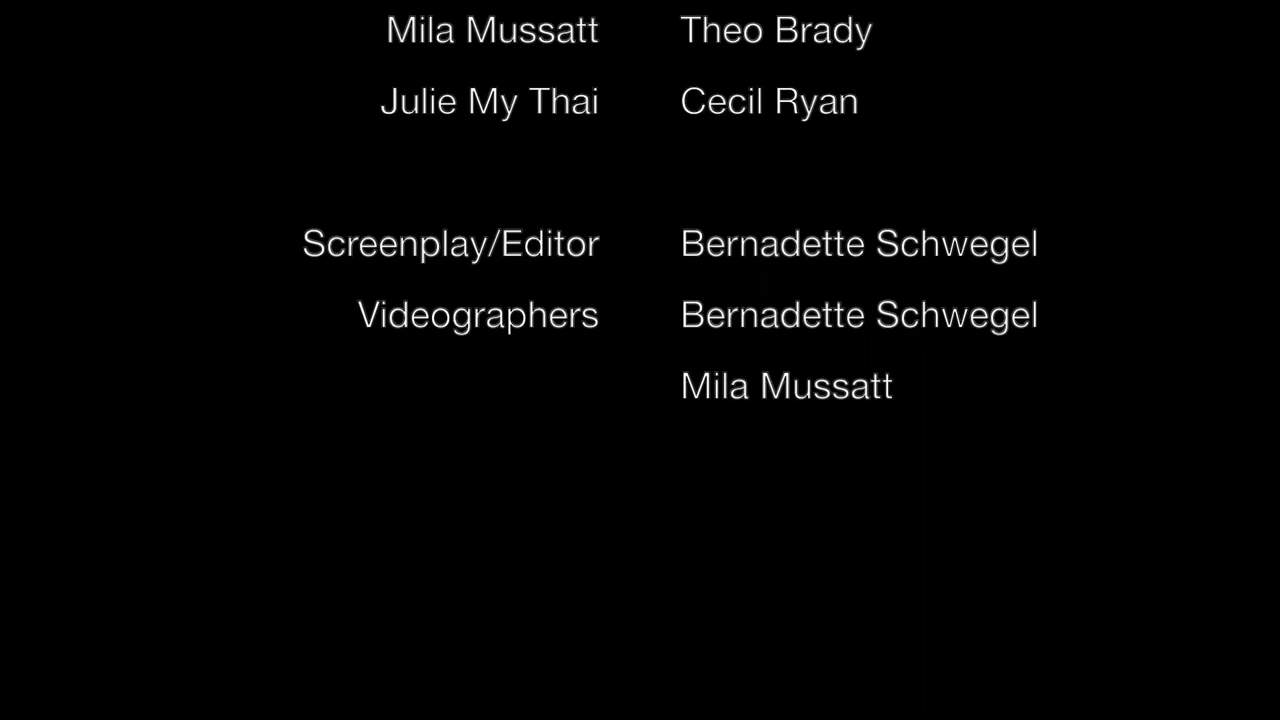 Mila Mussatt Theo Brady
Julie My Thai Cecil Ryan
Screenplay/Editor Bernadette Schwegel
Videographers Bernadette Schwegel
Mila Mussatt